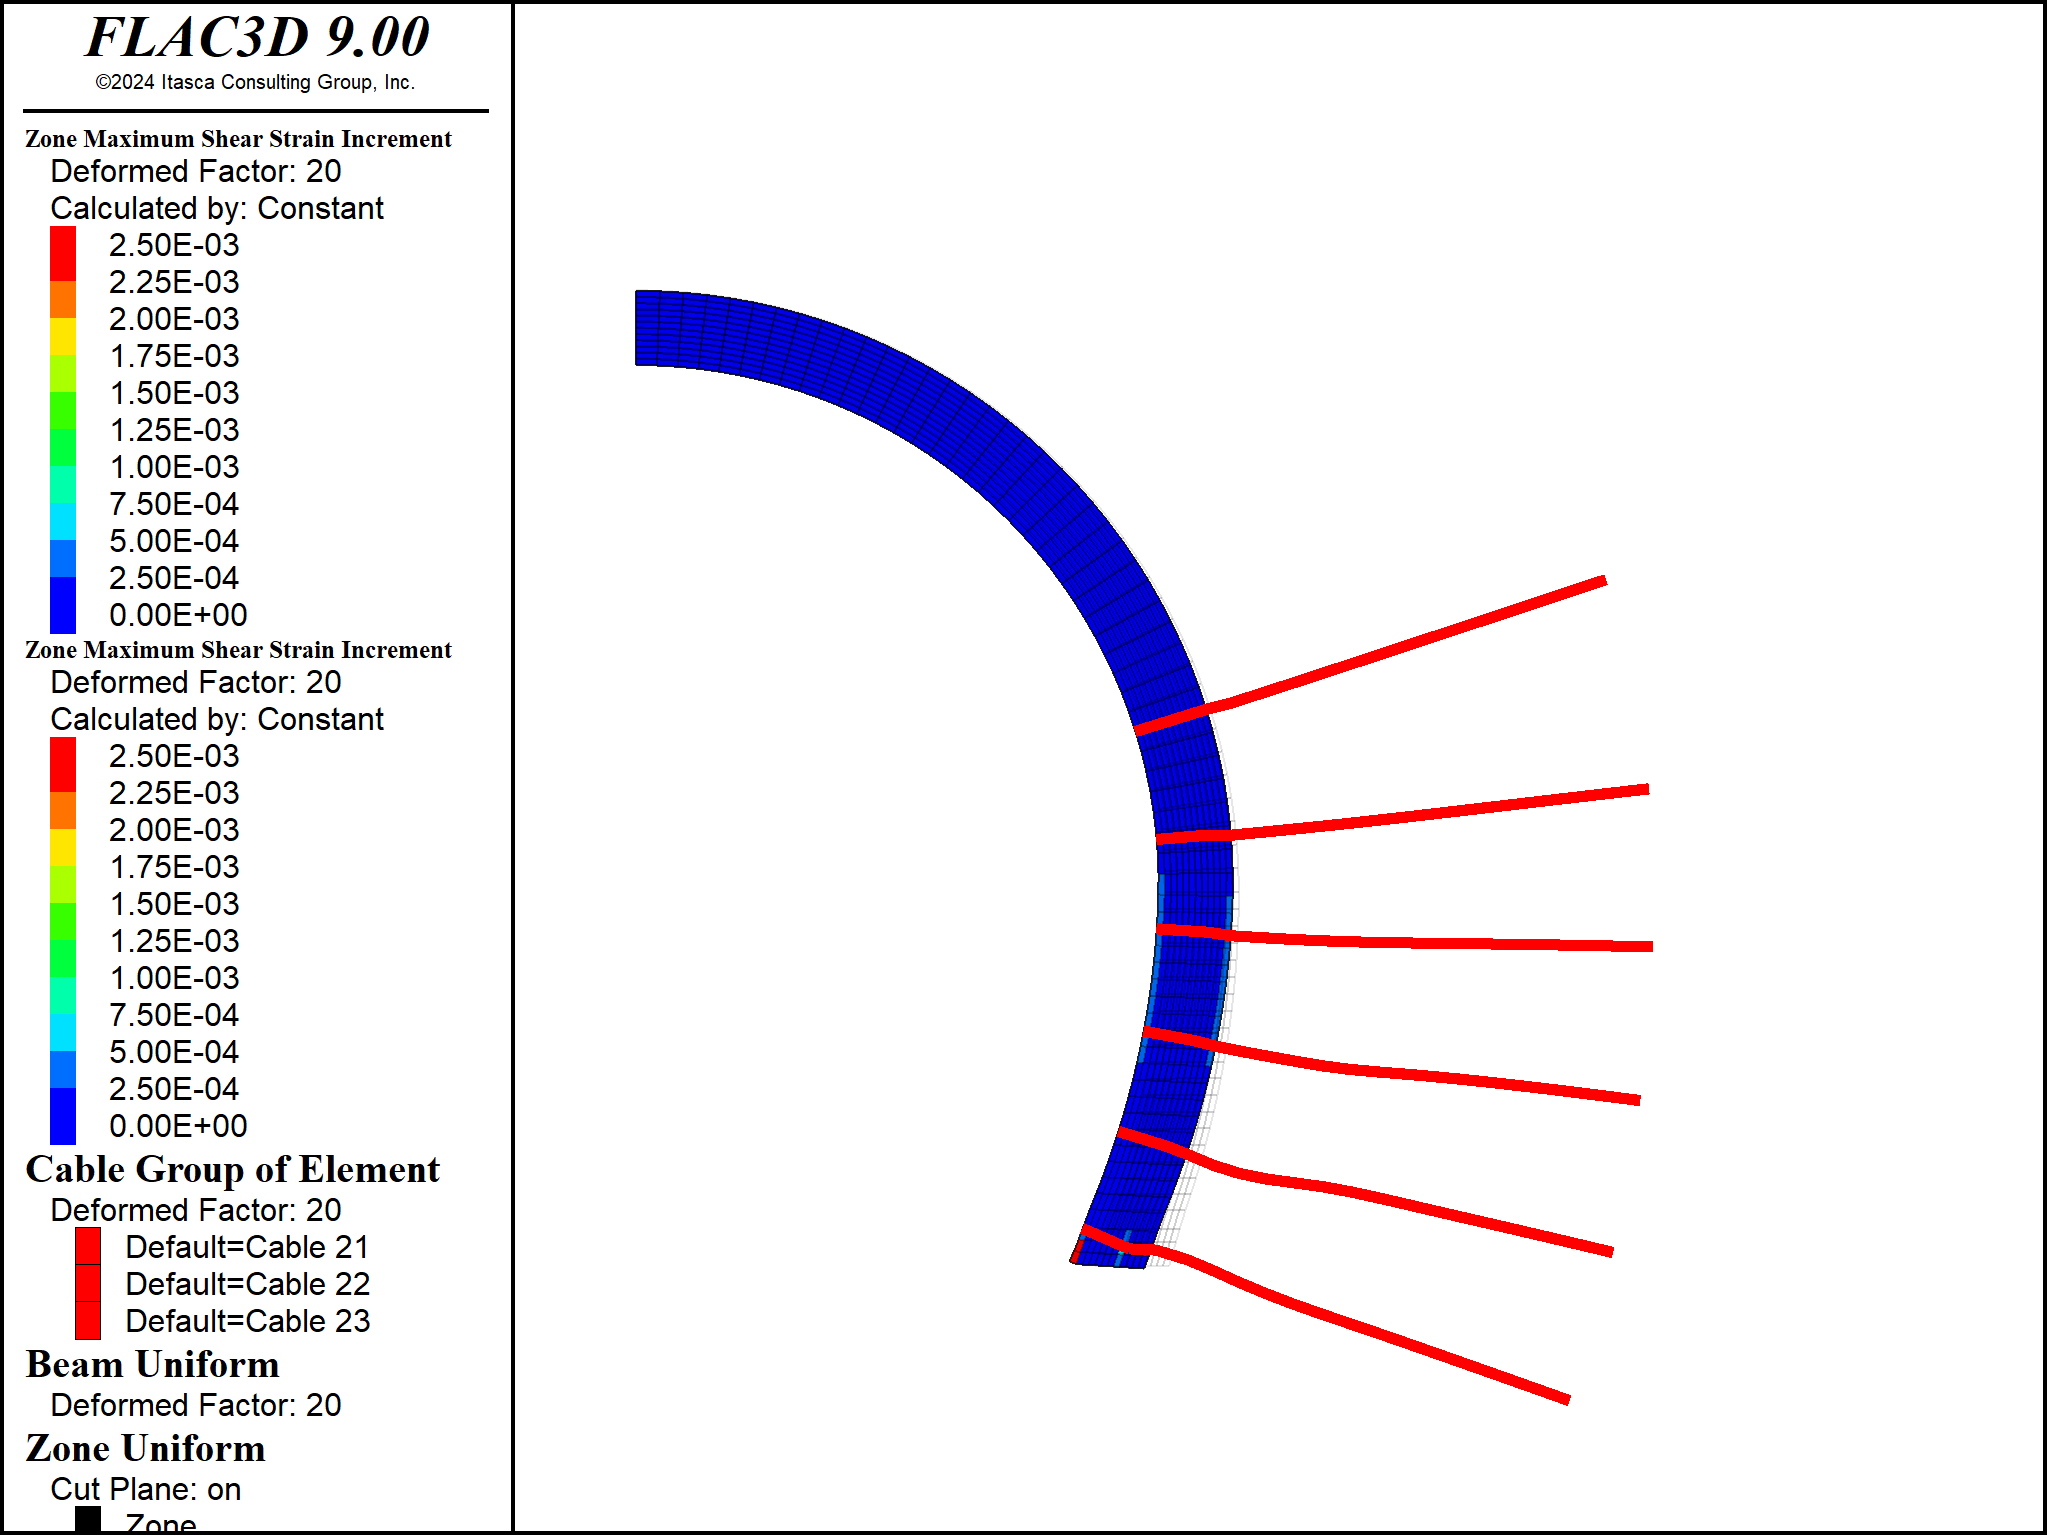 FLAC3D 9.00
©2024 Itasca Consulting Group, Inc.
Zone Maximum Shear Strain Increment
Deformed Factor: 20
Calculated by: Constant
2.50E-03
2.25E-03
2.00E-03
1.75E-03
1.50E-03
1.25E-03
1.00E-03
7.50E-04
5.00E-04
2.50E-04
0.00E+00
Zone Maximum Shear Strain Increment
Deformed Factor: 20
Calculated by: Constant
2.50E-03
2.25E-03
2.00E-03
1.75E-03
1.50E-03
1.25E-03
1.00E-03
7.50E-04
5.00E-04
2.50E-04
0.00E+00
Cable Group of Element
Deformed Factor: 20
Default=Cable 21
Default=Cable 22
Default=Cable 23
Beam Uniform
Deformed Factor: 20
Zone Uniform
Cut Plane: on
Zone